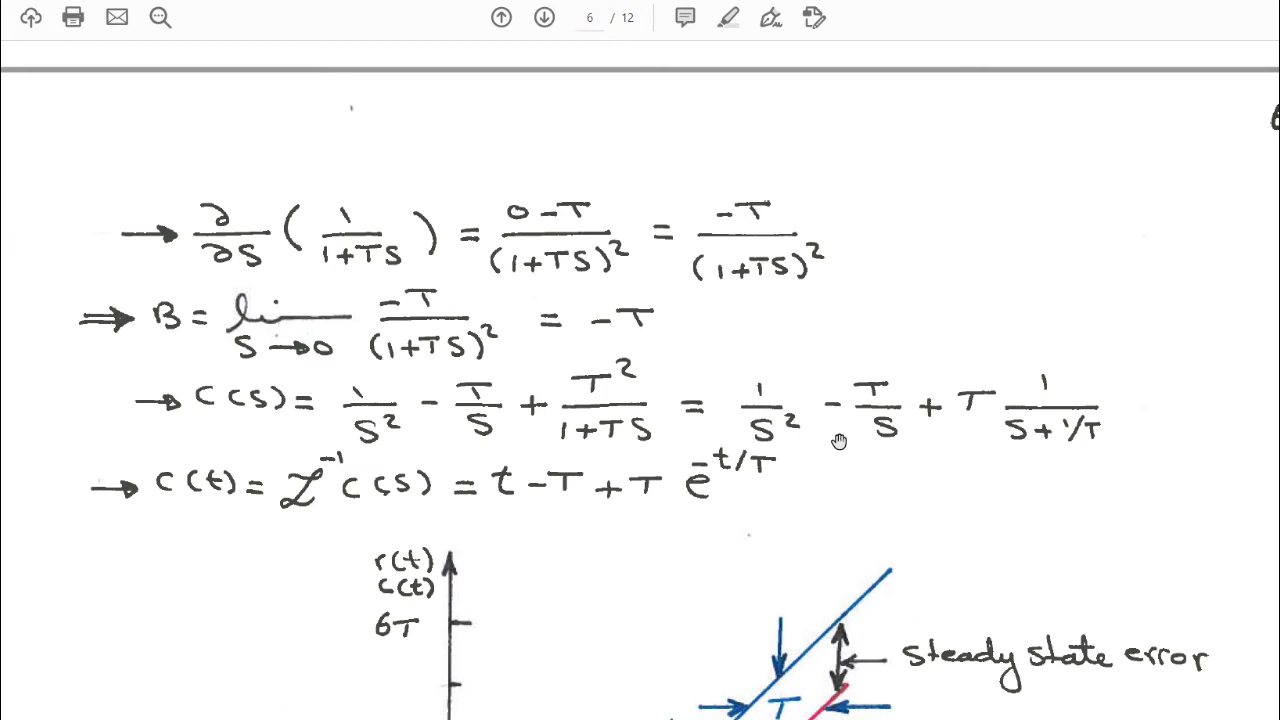 6 / 12
→ ∂/∂S (1/(1+TS)) = (0-T)/(1+TS)² = -T/(1+TS)²
⇒ B = lim S→0 -T/(1+TS)² = -T
→ C(S) = 1/S² - T/S + T²/(1+TS) = 1/S² - T/S + T 1/(S+1/T)
→ C(t) = ℒ⁻¹ C(S) = t - T + T e^(-t/T)
r(t)
C(t)
6T
steady state error
T